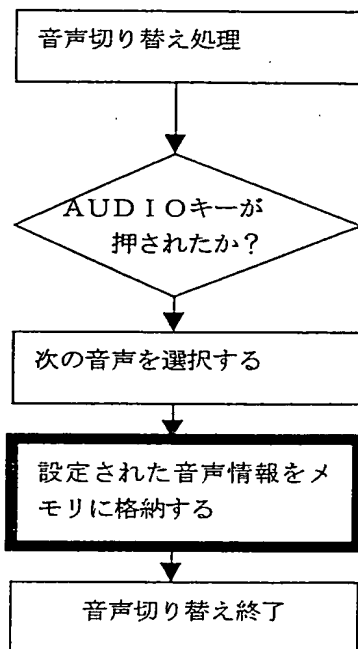 音声切り替え処理
ＡＵＤＩＯキーが
押されたか？
次の音声を選択する
設定された音声情報をメ
モリに格納する
音声切り替え終了